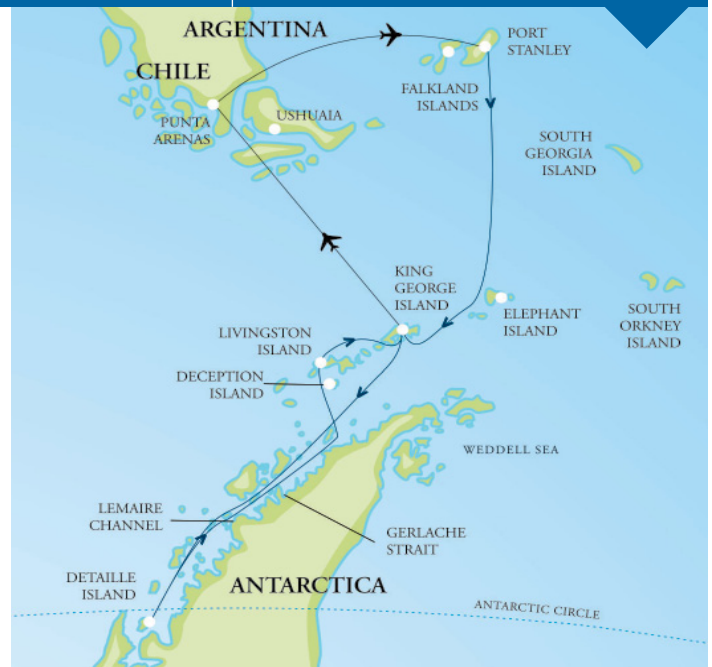 ARGENTINA
PORT
STANLEY
CHILE
FALKLAND
ISLANDS
PUNTA
ARENAS
USHUAIA
SOUTH
GEORGIA
ISLAND
KING
GEORGE
ISLAND
ELEPHANT
ISLAND
SOUTH
ORKNEY
ISLAND
LIVINGSTON
ISLAND
DECEPTION
ISLAND
WEDDELL SEA
LEMAIRE
CHANNEL
GERLACHE
STRAIT
DETAILLE
ISLAND
ANTARCTICA
ANTARCTIC CIRCLE